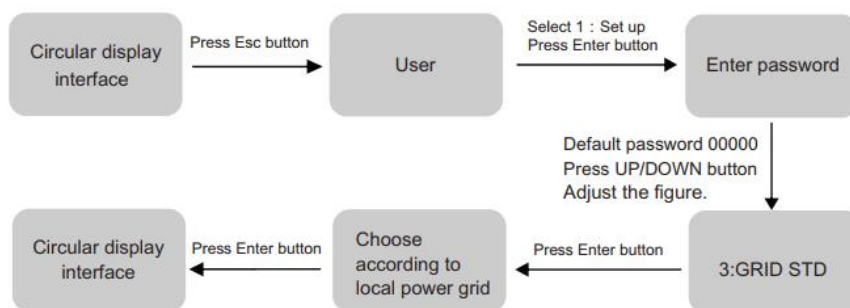 Circular display
interface
Press Esc button
User
Select 1 : Set up
Press Enter button
Enter password
Default password 00000
Press UP/DOWN button
Adjust the figure.
3:GRID STD
Press Enter button
Choose
according to
local power grid
Press Enter button
Circular display
interface